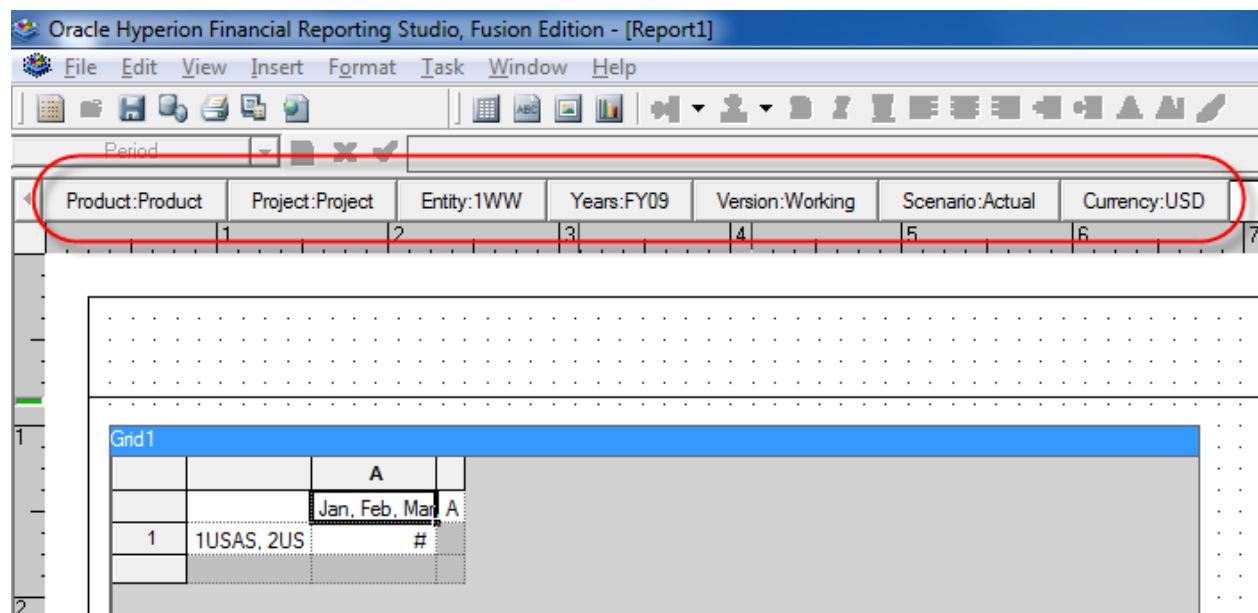 Oracle Hyperion Financial Reporting Studio, Fusion Edition - [Report1]
File Edit View Insert Format Task Window Help
ABC B I U A A
Period
Product:Product Project:Project Entity:1WW Years:FY09 Version:Working Scenario:Actual Currency:USD
1 2 3 4 5 6 7
1
Grid1
A
Jan, Feb, Mar A
1 1USAS, 2US #
2